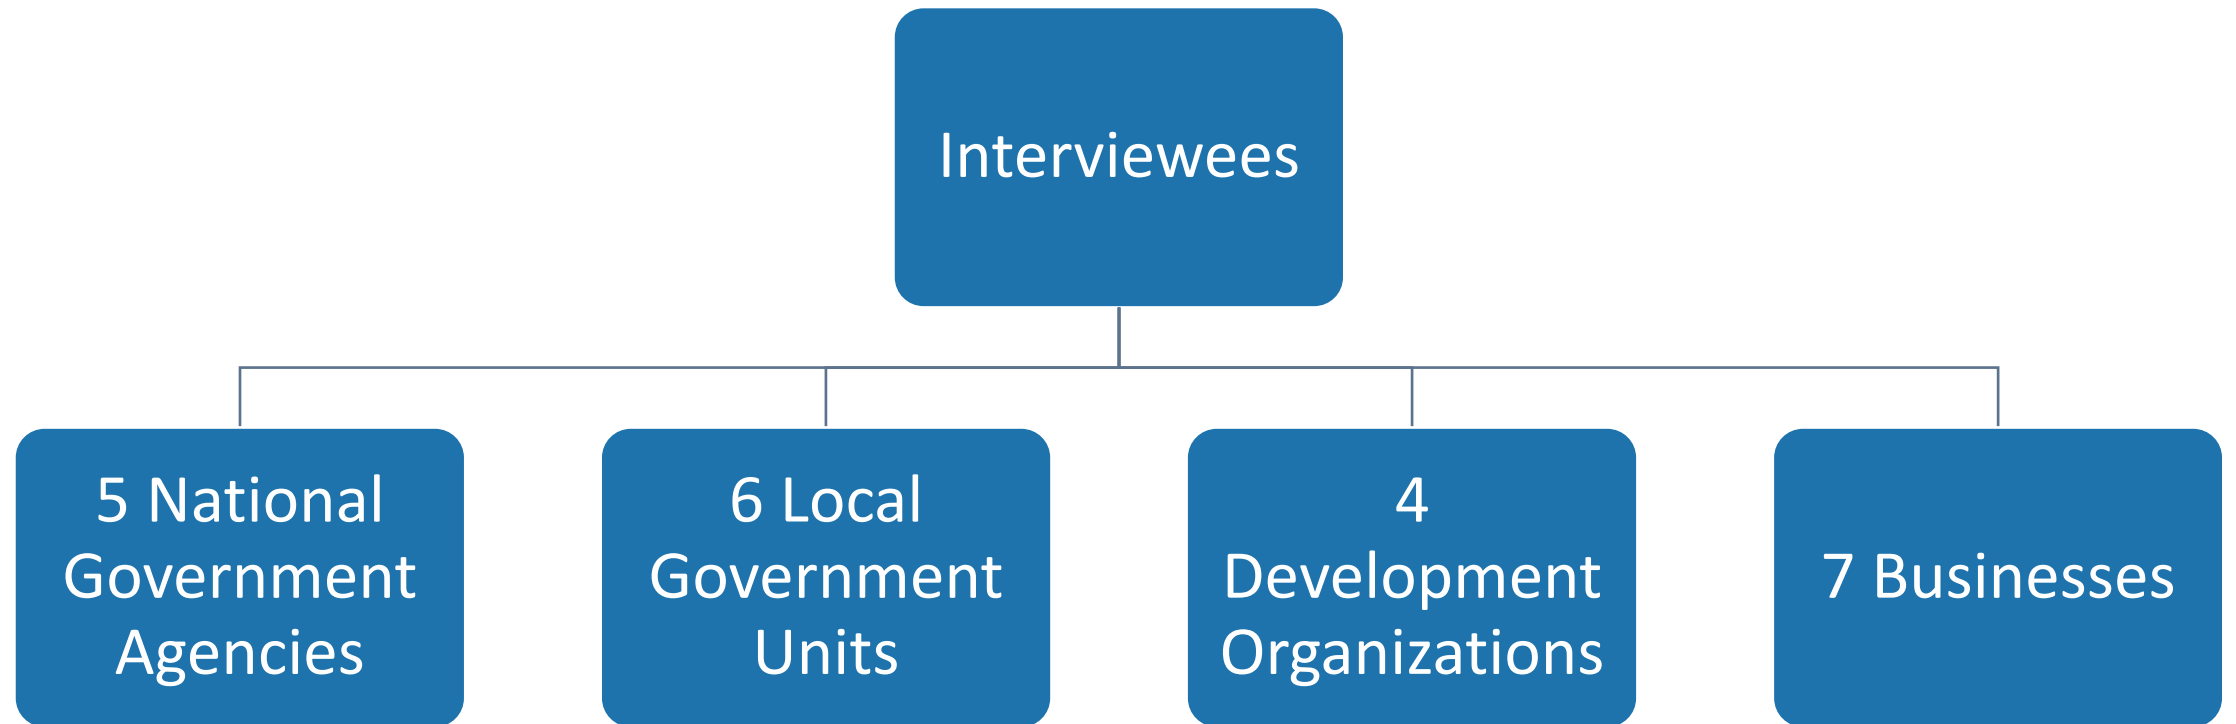 Interviewees
5 National
Government
Agencies
6 Local
Government
Units
4
Development
Organizations
7 Businesses